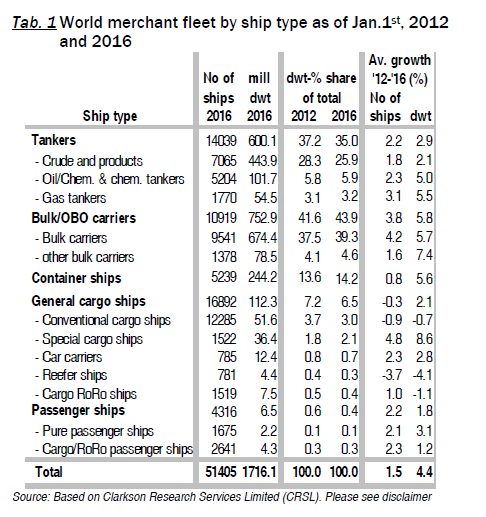 Tab. 1 World merchant fleet by ship type as of Jan.1st, 2012
and 2016
Av. growth
No of mill dwt-% share '12-'16 (%)
ships dwt of total No of
Ship type 2016 2016 2012 2016 ships dwt
Tankers 14039 600.1 37.2 35.0 2.2 2.9
- Crude and products 7065 443.9 28.3 25.9 1.8 2.1
- Oil/Chem. & chem. tankers 5204 101.7 5.8 5.9 2.3 5.0
- Gas tankers 1770 54.5 3.1 3.2 3.1 5.5
Bulk/OBO carriers 10919 752.9 41.6 43.9 3.8 5.8
- Bulk carriers 9541 674.4 37.5 39.3 4.2 5.7
- other bulk carriers 1378 78.5 4.1 4.6 1.6 7.4
Container ships 5239 244.2 13.6 14.2 0.8 5.6
General cargo ships 16892 112.3 7.2 6.5 -0.3 2.1
- Conventional cargo ships 12285 51.6 3.7 3.0 -0.9 -0.7
- Special cargo ships 1522 36.4 1.8 2.1 4.8 8.6
- Car carriers 785 12.4 0.8 0.7 2.3 2.8
- Reefer ships 781 4.4 0.4 0.3 -3.7 -4.1
- Cargo RoRo ships 1519 7.5 0.5 0.4 1.0 -1.1
Passenger ships 4316 6.5 0.6 0.4 2.2 1.8
- Pure passenger ships 1675 2.2 0.1 0.1 2.1 3.1
- Cargo/RoRo passenger ships 2641 4.3 0.3 0.3 2.3 1.2
Total 51405 1716.1 100.0 100.0 1.5 4.4
Source: Based on Clarkson Research Services Limited (CRSL). Please see disclaimer